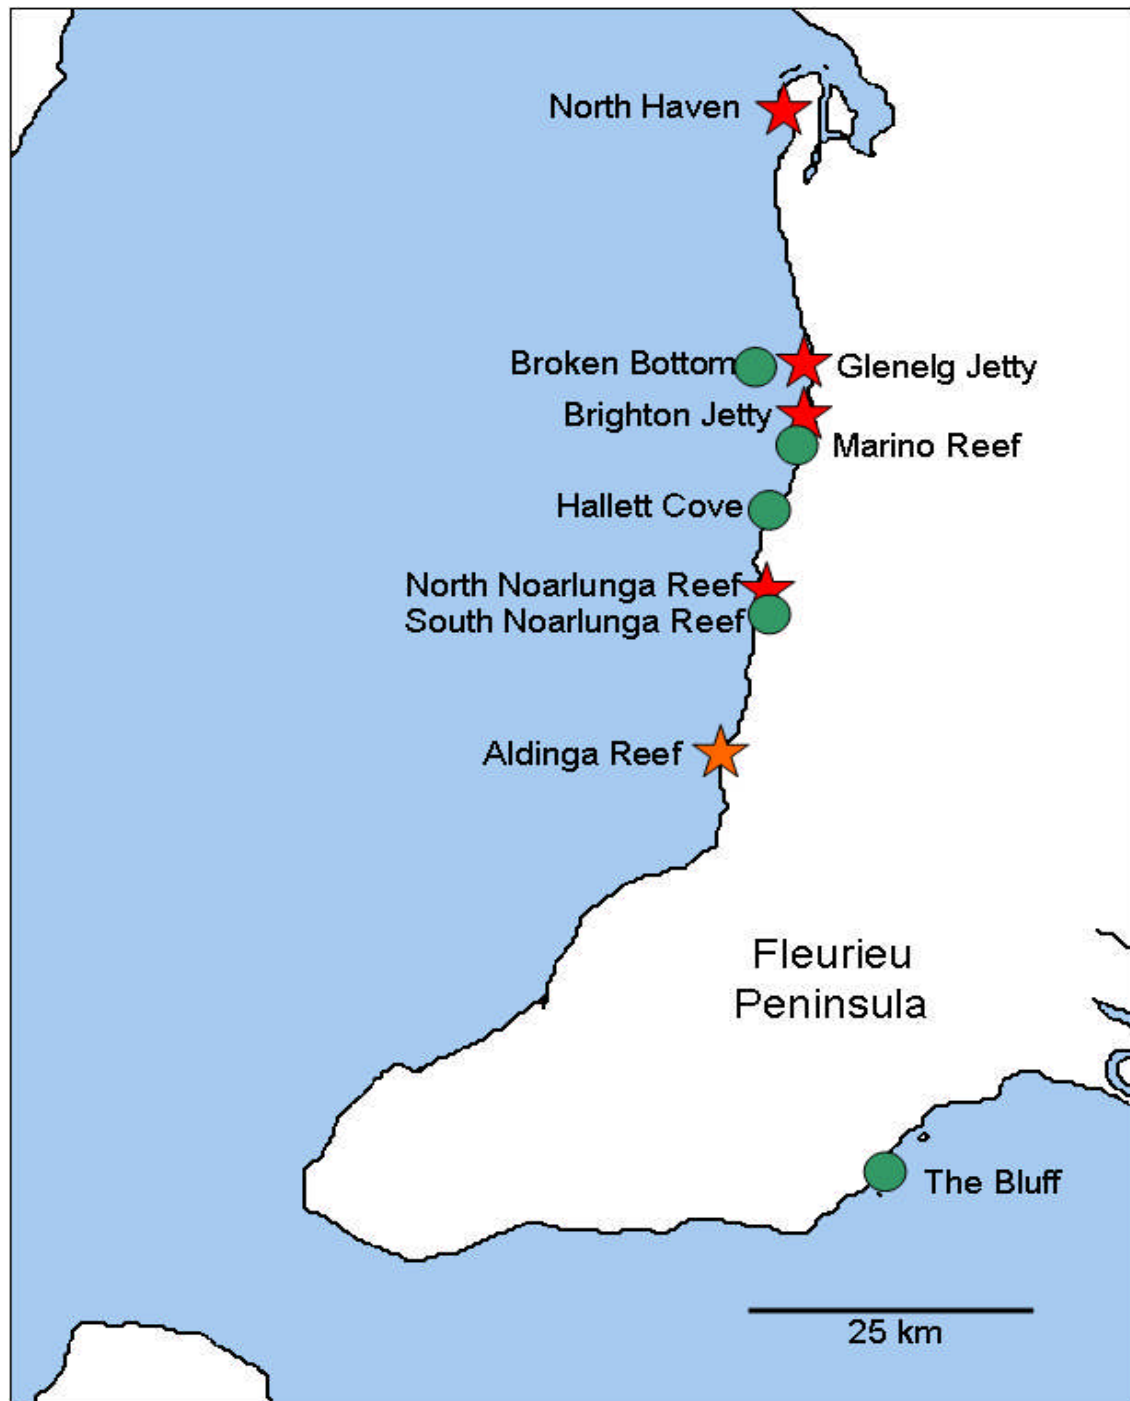 North Haven
Broken Bottom
Glenelg Jetty
Brighton Jetty
Marino Reef
Hallett Cove
North Noarlunga Reef
South Noarlunga Reef
Aldinga Reef
Fleurieu
Peninsula
The Bluff
25 km